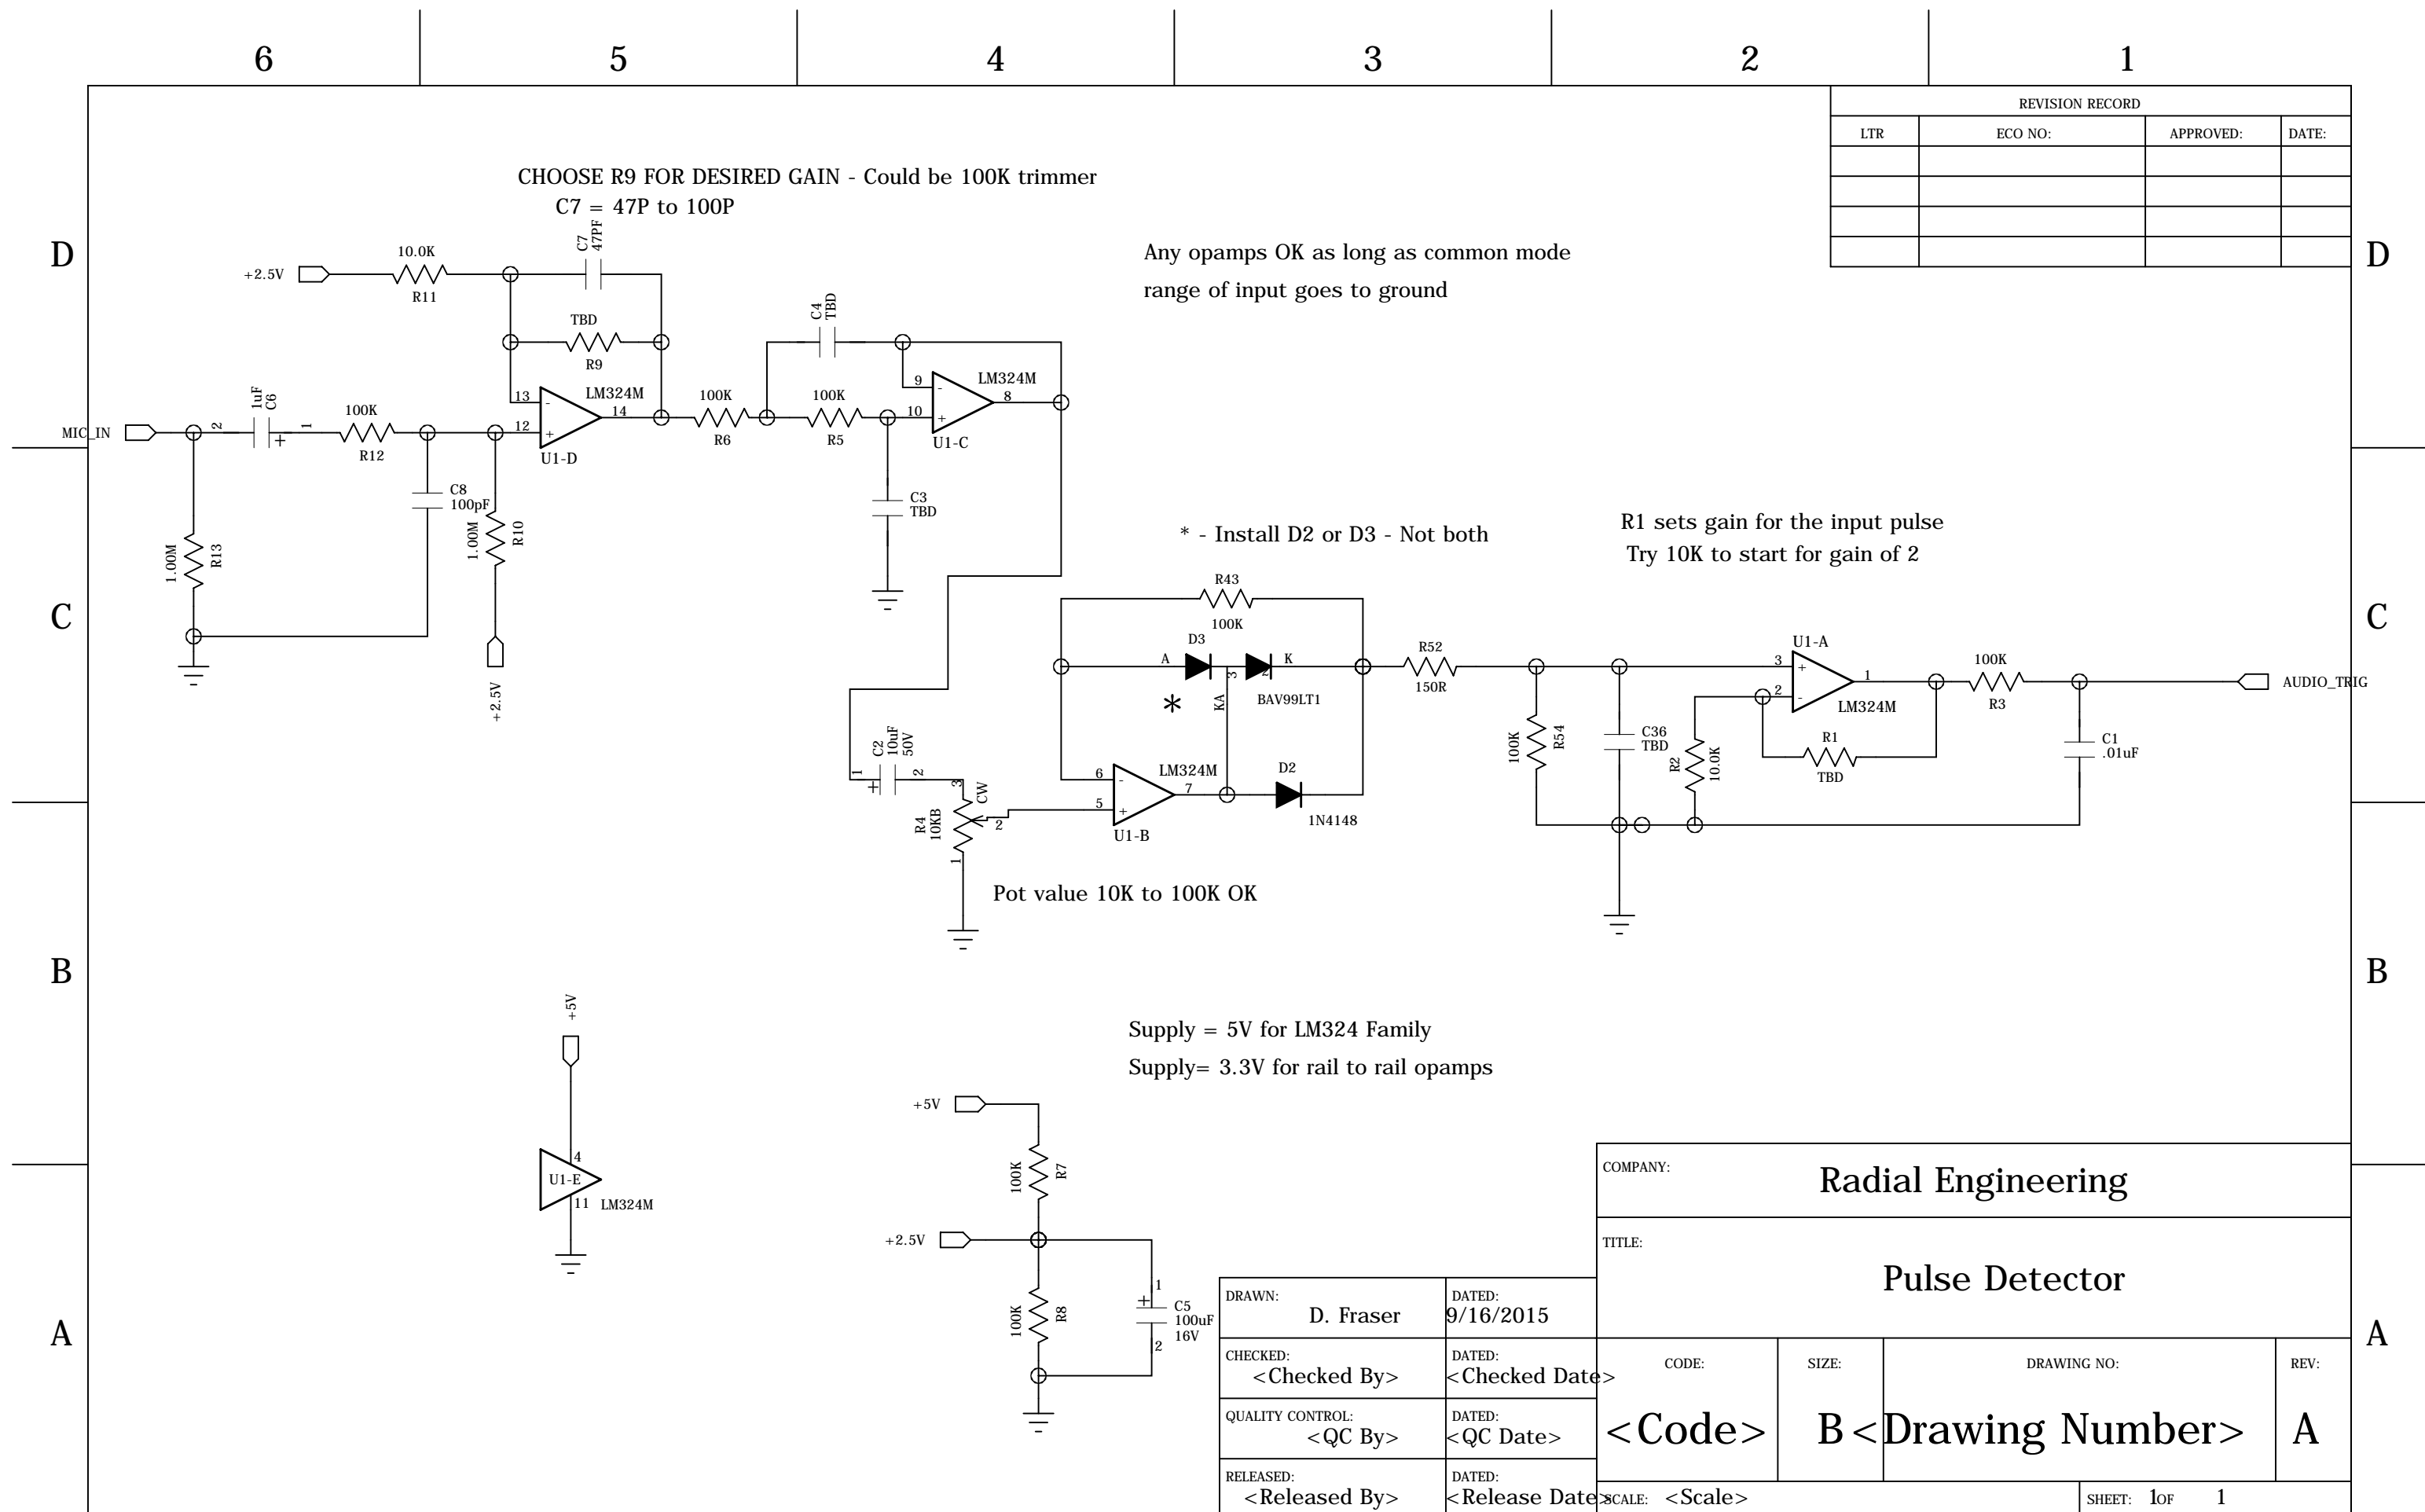 6 5 4 3 2 1
REVISION RECORD
LTR ECO NO: APPROVED: DATE:
CHOOSE R9 FOR DESIRED GAIN - Could be 100K trimmer
C7 = 47P to 100P
D D
Any opamps OK as long as common mode
range of input goes to ground
+2.5V
10.0K
R11
C7
47PF
TBD
R9
C4
TBD
MIC_IN
2
1uF
C6
+
1
100K
R12
13
-
12
+
LM324M
14
U1-D
100K
R6
100K
R5
9
-
10
+
LM324M
8
U1-C
C8
100pF
1.00M
R13
1.00M
R10
+2.5V
C3
TBD
* - Install D2 or D3 - Not both
R1 sets gain for the input pulse
Try 10K to start for gain of 2
C C
R43
100K
D3
A
K
3
2
KA
BAV99LT1
*
R52
150R
U1-A
3
+
2
-
1
LM324M
100K
R3
AUDIO_TRIG
100K
R54
C36
TBD
R2
10.0K
R1
TBD
C1
.01uF
1
+
C2
10uF
50V
2
3
CW
R4
10KB
2
1
6
-
5
+
LM324M
7
U1-B
D2
1N4148
Pot value 10K to 100K OK
B B
+5V
4
U1-E
11
LM324M
Supply = 5V for LM324 Family
Supply= 3.3V for rail to rail opamps
+5V
100K
R7
+2.5V
100K
R8
1
+
C5
100uF
16V
2
A A
COMPANY:
Radial Engineering
TITLE:
Pulse Detector
DRAWN:
D. Fraser
DATED:
9/16/2015
CHECKED:
<Checked By>
DATED:
<Checked Date>
QUALITY CONTROL:
<QC By>
DATED:
<QC Date>
RELEASED:
<Released By>
DATED:
<Release Date>
CODE: SIZE: DRAWING NO: REV:
<Code> B <Drawing Number> A
SCALE: <Scale>
SHEET: 1OF 1